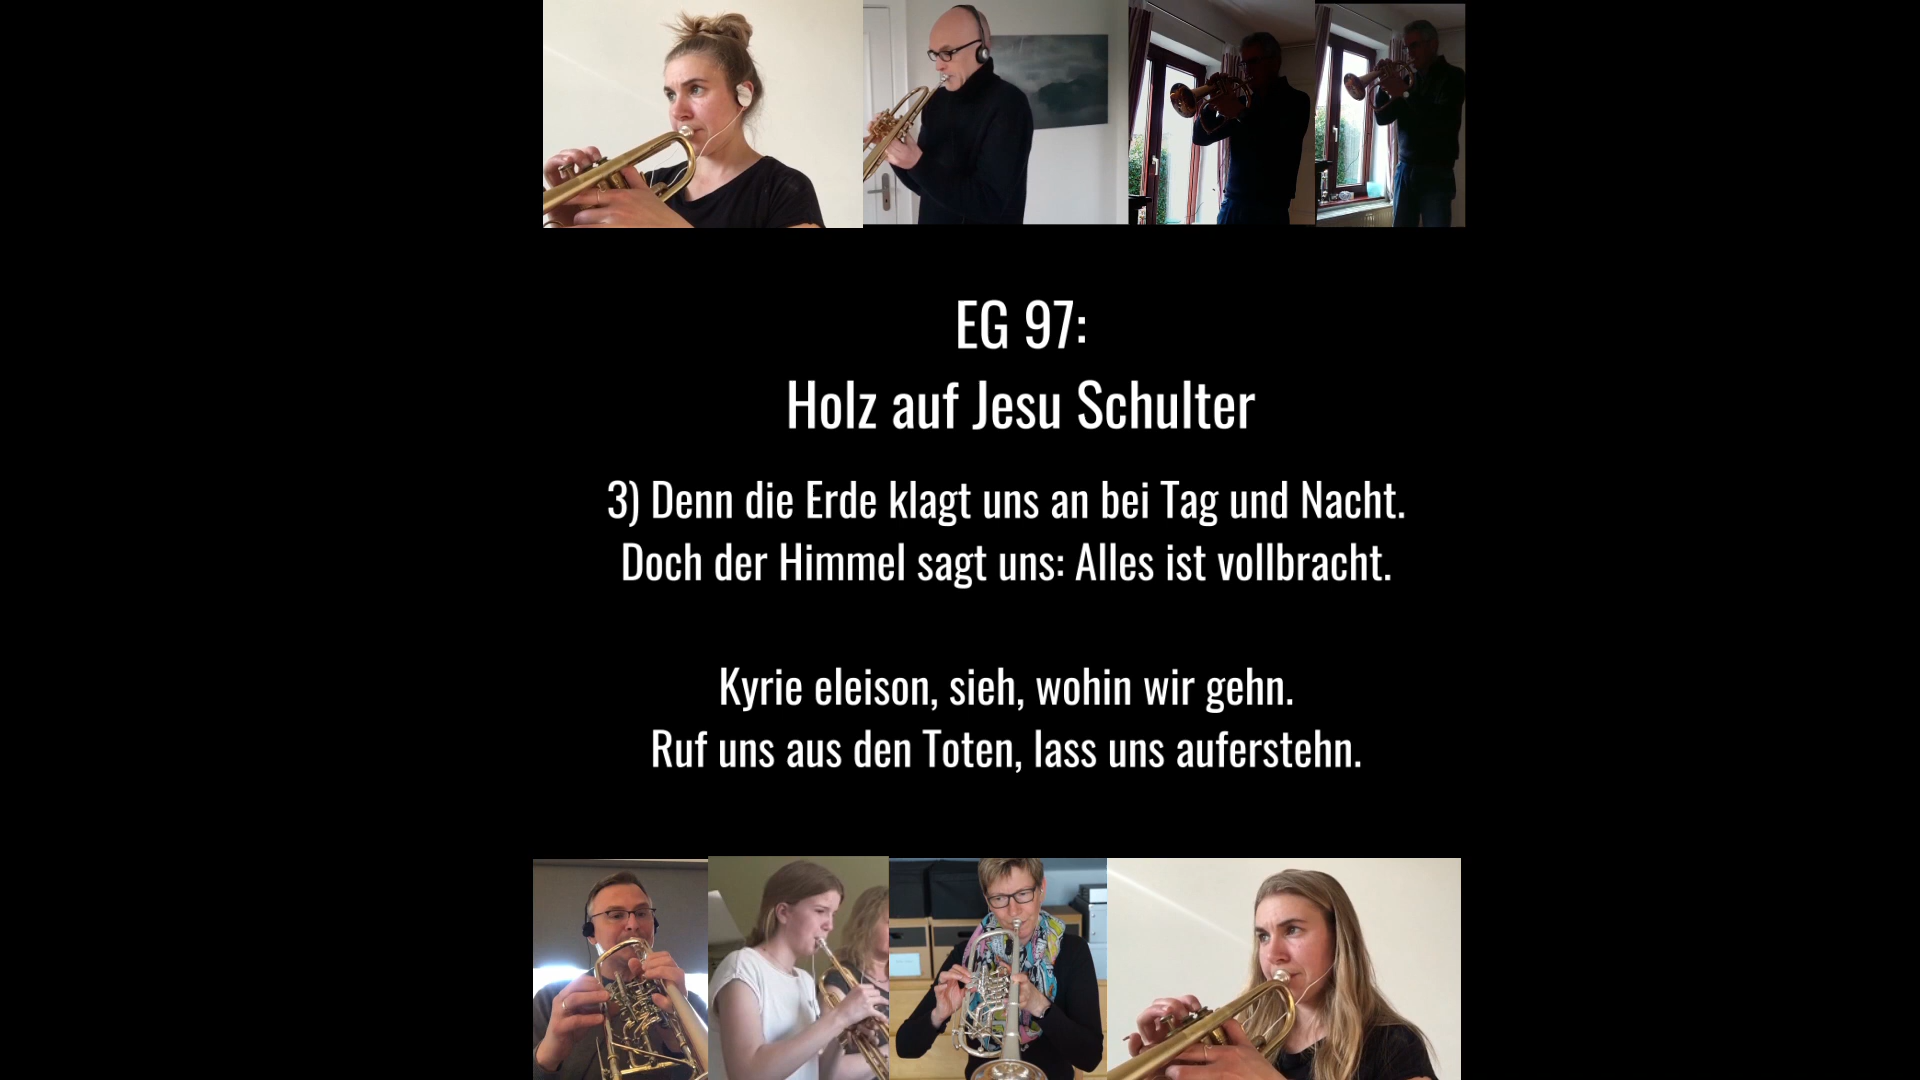 EG 97:
Holz auf Jesu Schulter
3) Denn die Erde klagt uns an bei Tag und Nacht.
Doch der Himmel sagt uns: Alles ist vollbracht.
Kyrie eleison, sieh, wohin wir gehn.
Ruf uns aus den Toten, lass uns auferstehn.